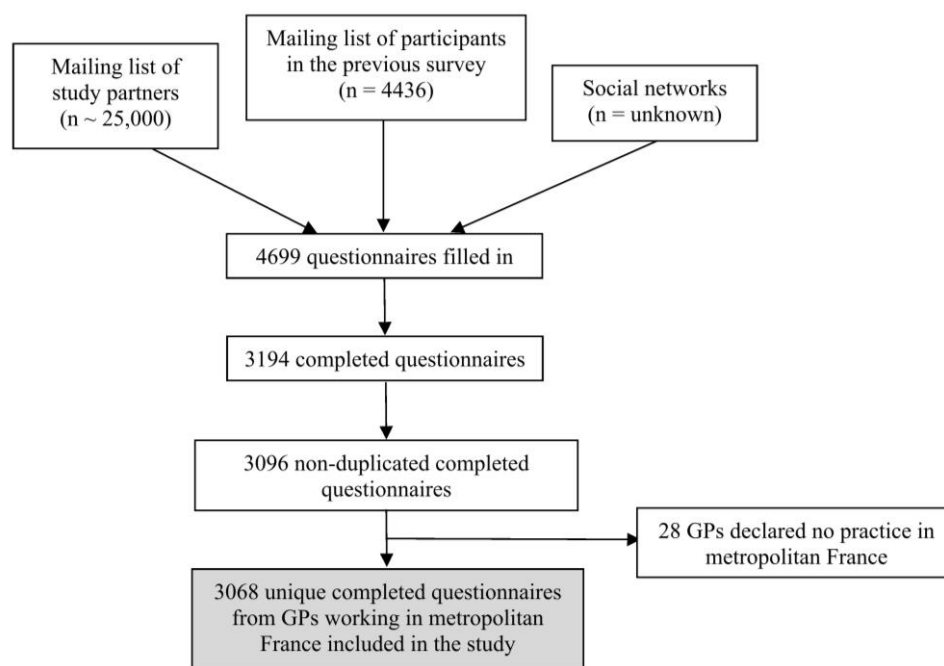 Mailing list of
study partners
(n ~ 25,000)
Mailing list of participants
in the previous survey
(n = 4436)
Social networks
(n = unknown)
4699 questionnaires filled in
3194 completed questionnaires
3096 non-duplicated completed
questionnaires
28 GPs declared no practice in
metropolitan France
3068 unique completed questionnaires
from GPs working in metropolitan
France included in the study